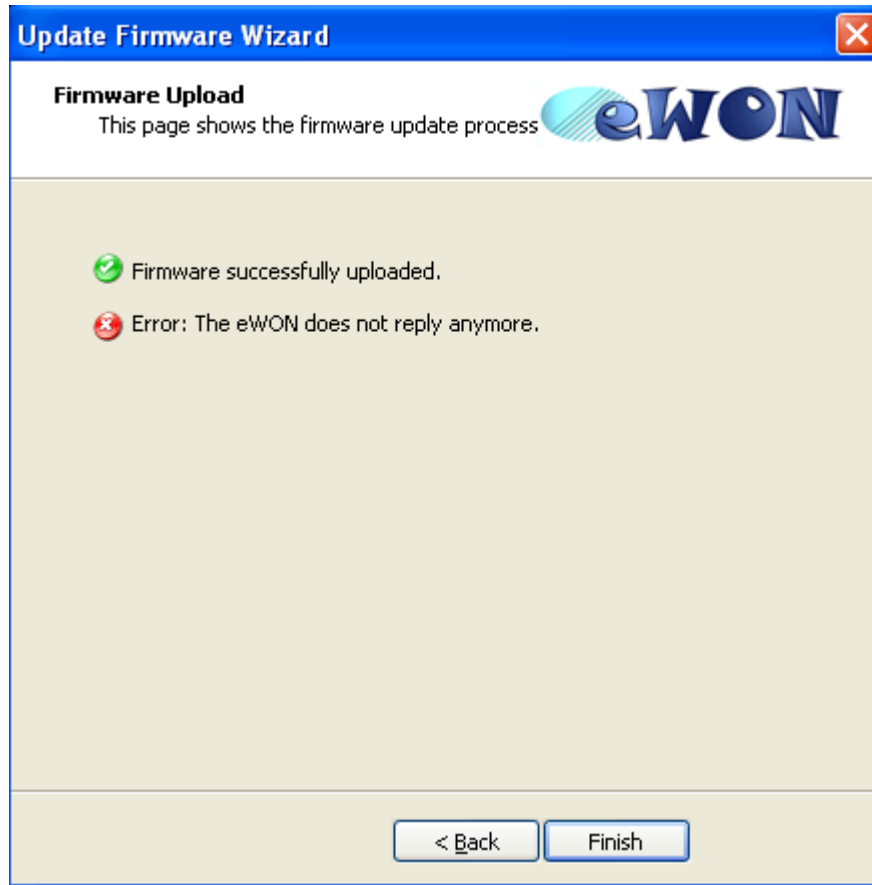 Update Firmware Wizard
Firmware Upload
This page shows the firmware update process
eWON
Firmware successfully uploaded.
Error: The eWON does not reply anymore.
< Back
Finish